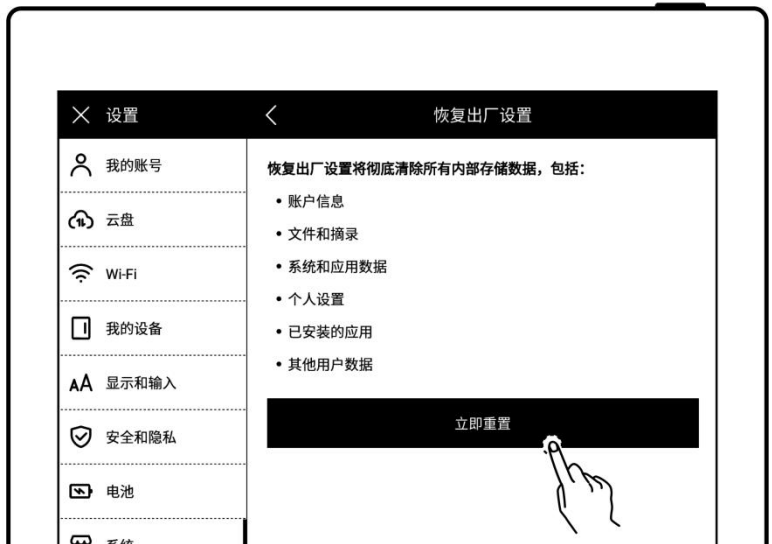 设置
恢复出厂设置
我的账号
云盘
Wi-Fi
我的设备
AA 显示和输入
安全和隐私
电池
系统
恢复出厂设置将彻底清除所有内部存储数据，包括：
• 账户信息
• 文件和摘录
• 系统和应用数据
• 个人设置
• 已安装的应用
• 其他用户数据
立即重置